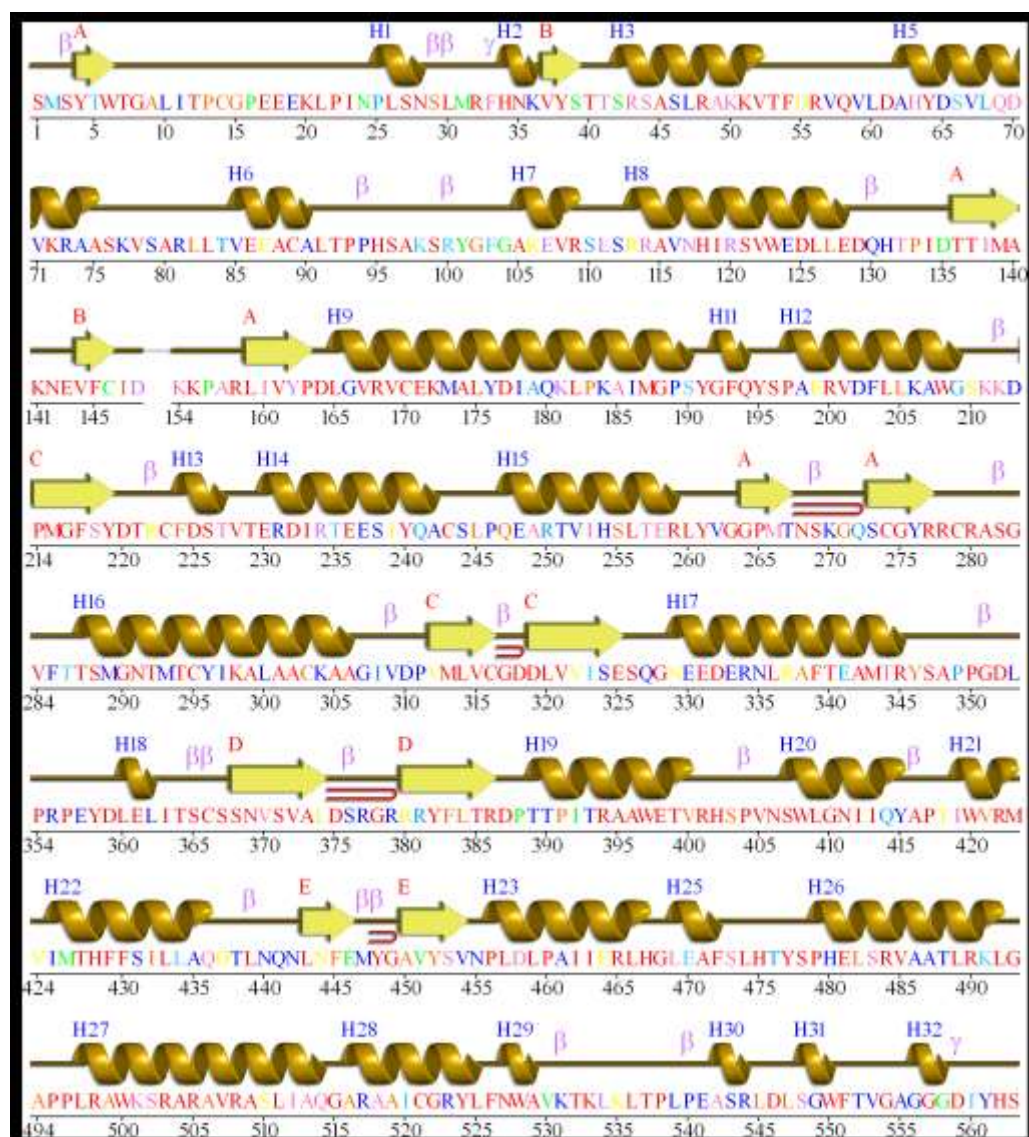 β A H1 ββ γ H2 B H3 H5
SMSYTWTGALITPCGPEEEKLPINPLSNSLMRFHNKVYSTTSRSASLRAKKVTFDRVQVLDAHYDSVLQD
1 5 10 15 20 25 30 35 40 45 50 55 60 65 70
H6 β β H7 H8 β A
VKRAASKVSARLLTVEEACALTPPHSAKSRYGFGAKEVRSLSRRAVNHIRSVWEDLLEDQHTPIDTTIMA
71 75 80 85 90 95 100 105 110 115 120 125 130 135 140
B A H9 H11 H12 β
KNEVFCID KKPARLIVYPDLGVRVCEKMALYDIAQKLPKAIMGPSYGFQYSPAERVDFLLKAWGSKKD
141 145 154 160 165 170 175 180 185 190 195 200 205 210
C β H13 H14 H15 A β A β
PMGFSYDTRCFDSTVTERDIRTEESIYQACSLPQEARTVIHSLTERLYVGGPMTNSKGQSCGYRRCRASG
214 220 225 230 235 240 245 250 255 260 265 270 275 280
H16 β C β C H17 β
VFTTSMGNTMTCYIKALAACKAAGIVDPVMLVCGDDLVVISESQGNEEDERNLRAFTEAMTRYSAPPGDL
284 290 295 300 305 310 315 320 325 330 335 340 345 350
H18 ββ D β D H19 β H20 β H21
PRPEYDLELITSCSSNVSVALDSRGRRRYFLTRDPTTPITRAAWETVRHSPVNSWLGNIIQYAPTIWVRM
354 360 365 370 375 380 385 390 395 400 405 410 415 420
H22 β E ββ E H23 H25 H26
VIMTHFFSILLAQDTLNQNLNFEMYGAVYSVNPLDLPAIIERLHGLEAFSLHTYSPHELSRVAATLRKLG
424 430 435 440 445 450 455 460 465 470 475 480 485 490
H27 H28 H29 β β H30 H31 H32 γ
APPLRAWKSRARAVRASLIAQGARAAICGRYLFNWAVKTKLKLTPLPEASRLDLSGWFTVGAGGGDIYHS
494 500 505 510 515 520 525 530 535 540 545 550 555 560